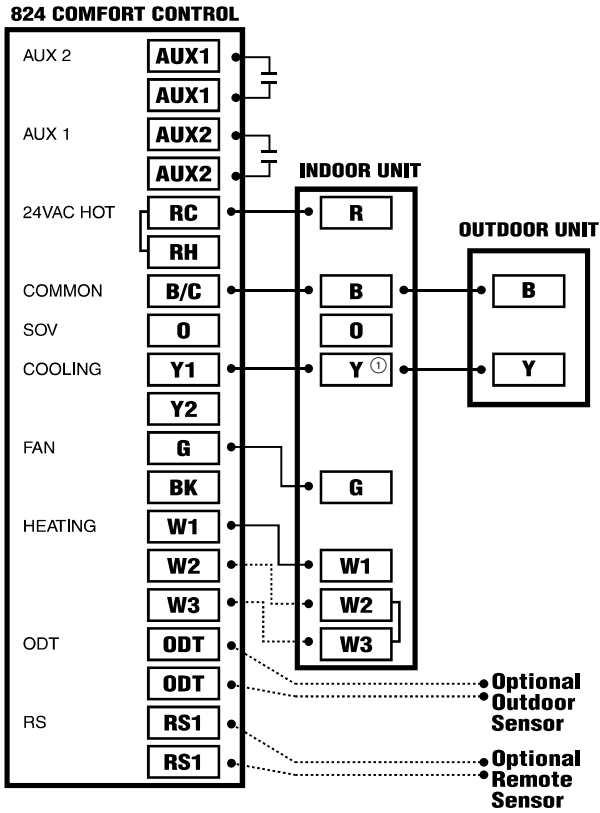 824 COMFORT CONTROL
AUX 2
AUX1
AUX1
AUX 1
AUX2
AUX2
24VAC HOT
RC
RH
COMMON
B/C
SOV
O
COOLING
Y1
Y2
FAN
G
BK
HEATING
W1
W2
W3
ODT
ODT
ODT
RS
RS1
RS1
INDOOR UNIT
R
B
O
Y ①
G
W1
W2
W3
OUTDOOR UNIT
B
Y
Optional
Outdoor
Sensor
Optional
Remote
Sensor